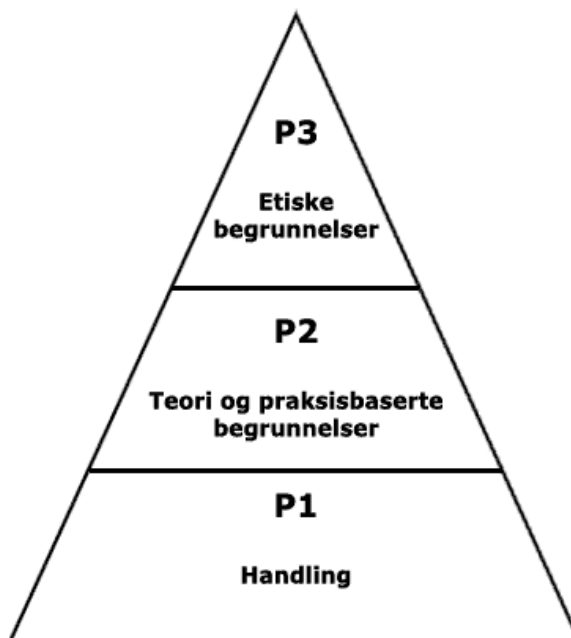 P3
Etiske
begrunnelser
P2
Teori og praksisbaserte
begrunnelser
P1
Handling